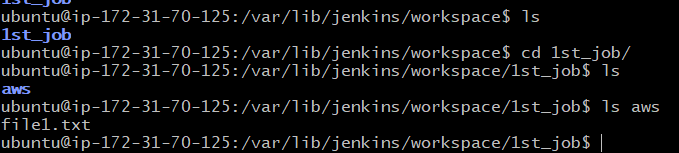 1st_job
ubuntu@ip-172-31-70-125:/var/lib/jenkins/workspace$ ls
1st_job
ubuntu@ip-172-31-70-125:/var/lib/jenkins/workspace$ cd 1st_job/
ubuntu@ip-172-31-70-125:/var/lib/jenkins/workspace/1st_job$ ls
aws
ubuntu@ip-172-31-70-125:/var/lib/jenkins/workspace/1st_job$ ls aws
file1.txt
ubuntu@ip-172-31-70-125:/var/lib/jenkins/workspace/1st_job$